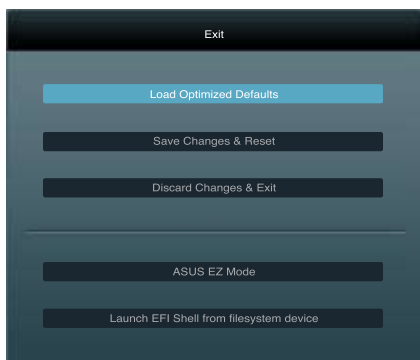 Exit
Load Optimized Defaults
Save Changes & Reset
Discard Changes & Exit
ASUS EZ Mode
Launch EFI Shell from filesystem device